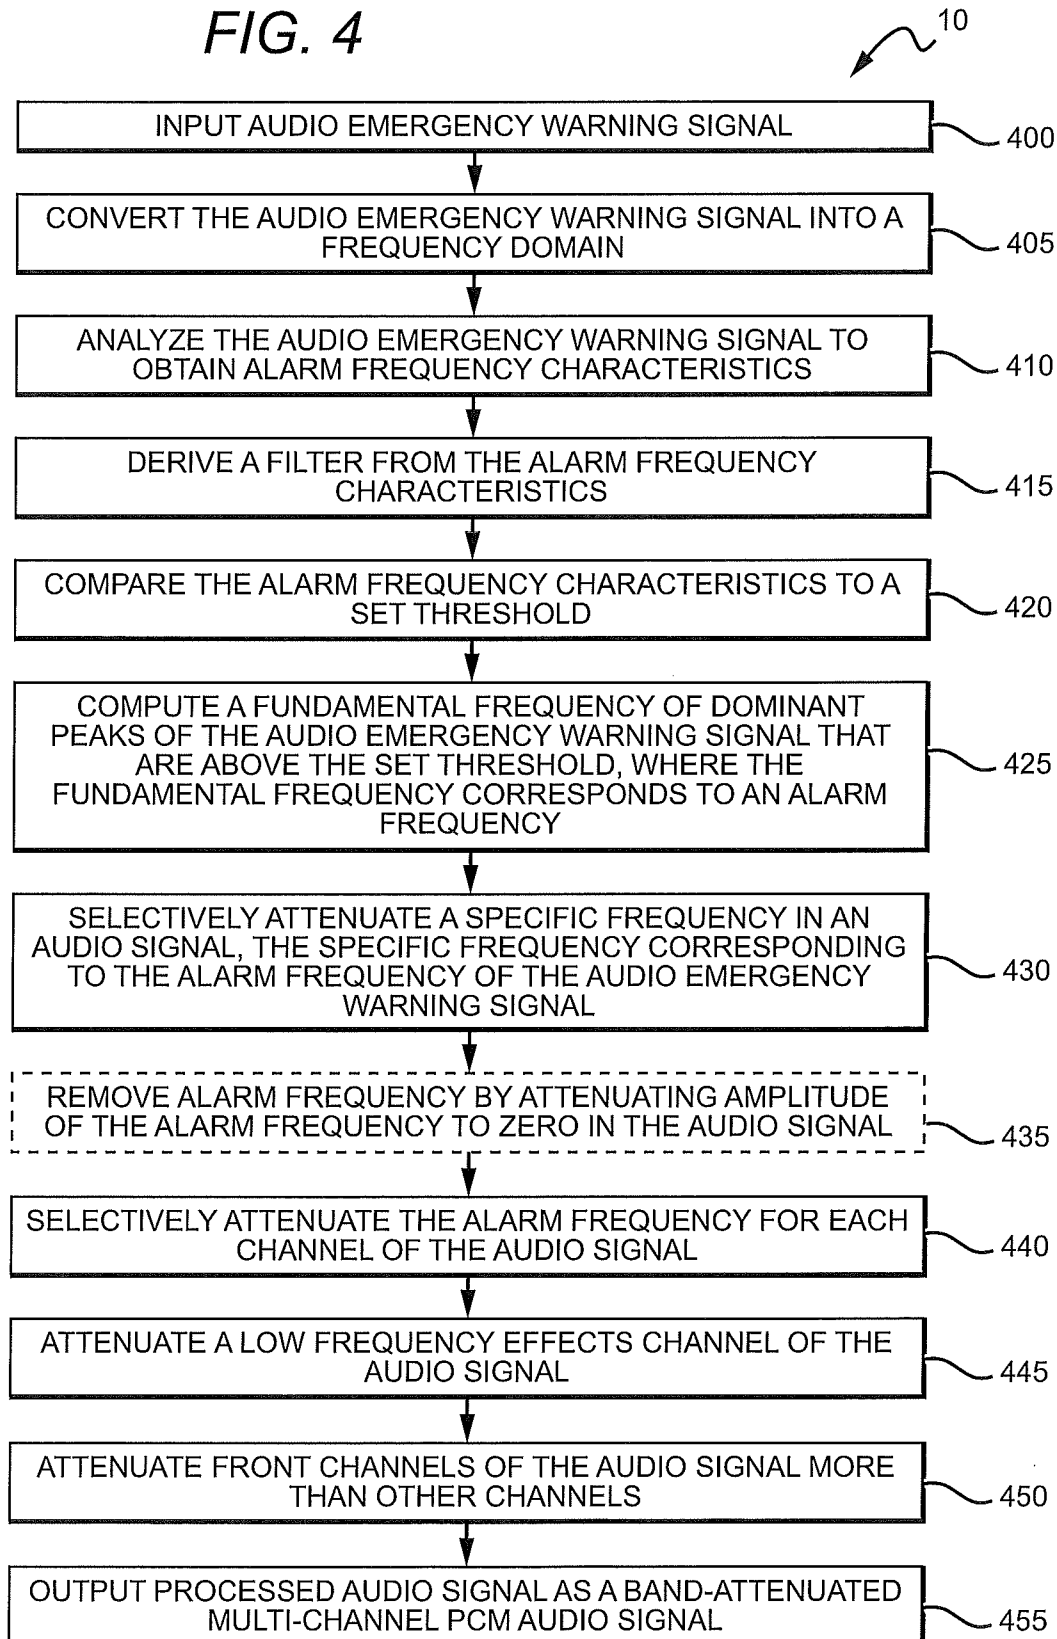 FIG. 4
10
INPUT AUDIO EMERGENCY WARNING SIGNAL
400
CONVERT THE AUDIO EMERGENCY WARNING SIGNAL INTO A
FREQUENCY DOMAIN
405
ANALYZE THE AUDIO EMERGENCY WARNING SIGNAL TO
OBTAIN ALARM FREQUENCY CHARACTERISTICS
410
DERIVE A FILTER FROM THE ALARM FREQUENCY
CHARACTERISTICS
415
COMPARE THE ALARM FREQUENCY CHARACTERISTICS TO A
SET THRESHOLD
420
COMPUTE A FUNDAMENTAL FREQUENCY OF DOMINANT
PEAKS OF THE AUDIO EMERGENCY WARNING SIGNAL THAT
ARE ABOVE THE SET THRESHOLD, WHERE THE
FUNDAMENTAL FREQUENCY CORRESPONDS TO AN ALARM
FREQUENCY
425
SELECTIVELY ATTENUATE A SPECIFIC FREQUENCY IN AN
AUDIO SIGNAL, THE SPECIFIC FREQUENCY CORRESPONDING
TO THE ALARM FREQUENCY OF THE AUDIO EMERGENCY
WARNING SIGNAL
430
REMOVE ALARM FREQUENCY BY ATTENUATING AMPLITUDE
OF THE ALARM FREQUENCY TO ZERO IN THE AUDIO SIGNAL
435
SELECTIVELY ATTENUATE THE ALARM FREQUENCY FOR EACH
CHANNEL OF THE AUDIO SIGNAL
440
ATTENUATE A LOW FREQUENCY EFFECTS CHANNEL OF THE
AUDIO SIGNAL
445
ATTENUATE FRONT CHANNELS OF THE AUDIO SIGNAL MORE
THAN OTHER CHANNELS
450
OUTPUT PROCESSED AUDIO SIGNAL AS A BAND-ATTENUATED
MULTI-CHANNEL PCM AUDIO SIGNAL
455